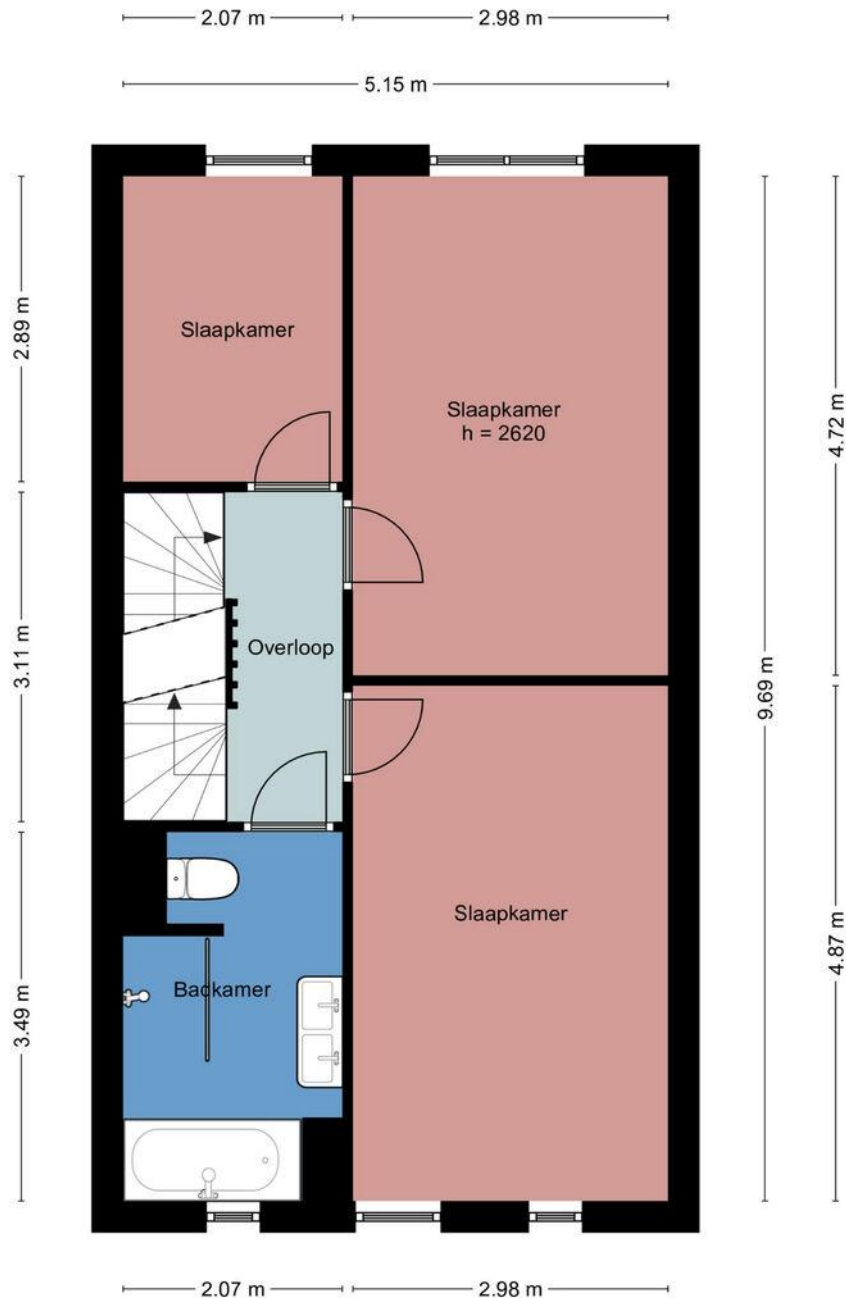 2.07 m
2.98 m
5.15 m
2.89 m
3.11 m
3.49 m
Slaapkamer
Slaapkamer
h = 2620
Overloop
Slaapkamer
Badkamer
9.69 m
4.72 m
4.87 m
2.07 m
2.98 m